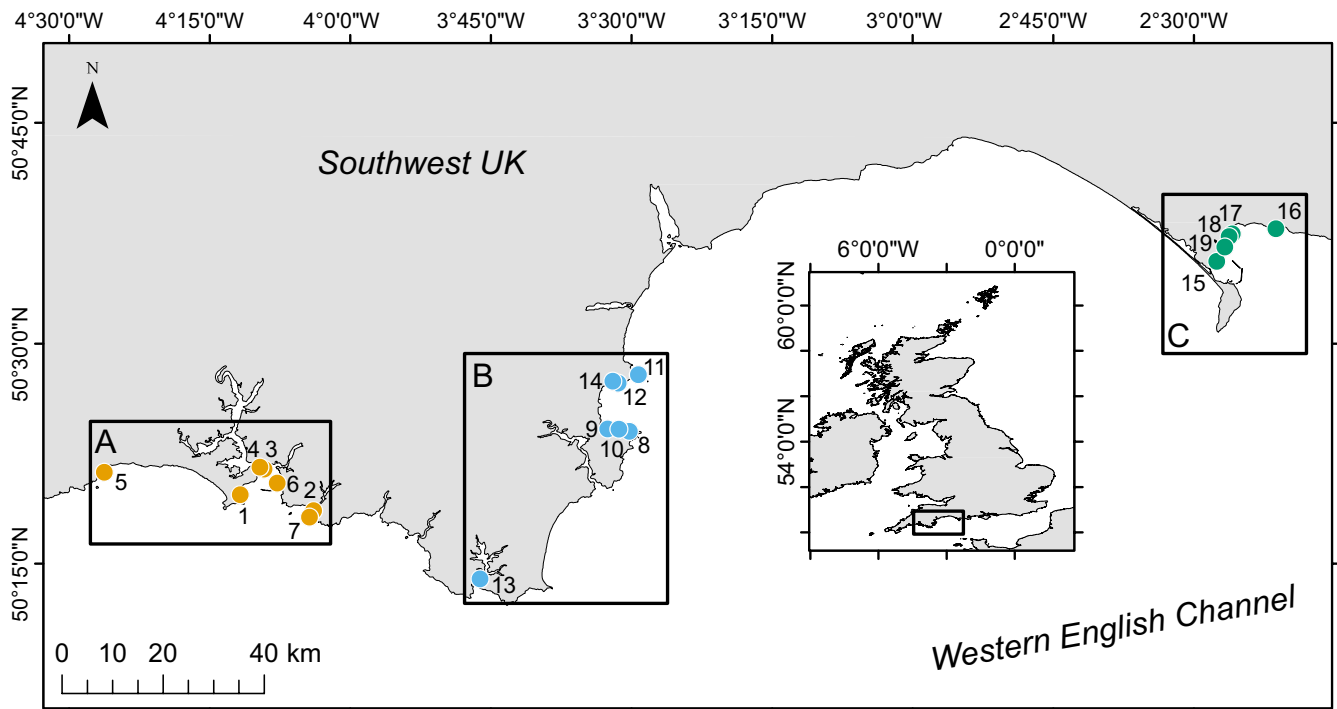 4°30'0"W 4°15'0"W 4°0'0"W 3°45'0"W 3°30'0"W 3°15'0"W 3°0'0"W 2°45'0"W 2°30'0"W
N
50°45'0"N
Southwest UK
17 16
18
19
15
C
6°0'0"W 0°0'0"
60°0'0"N
54°0'0"N
50°30'0"N
B
14 11
12
9 10 8
13
A
4 3
5 1 6 2
7
50°15'0"N
Western English Channel
0 10 20 40 km